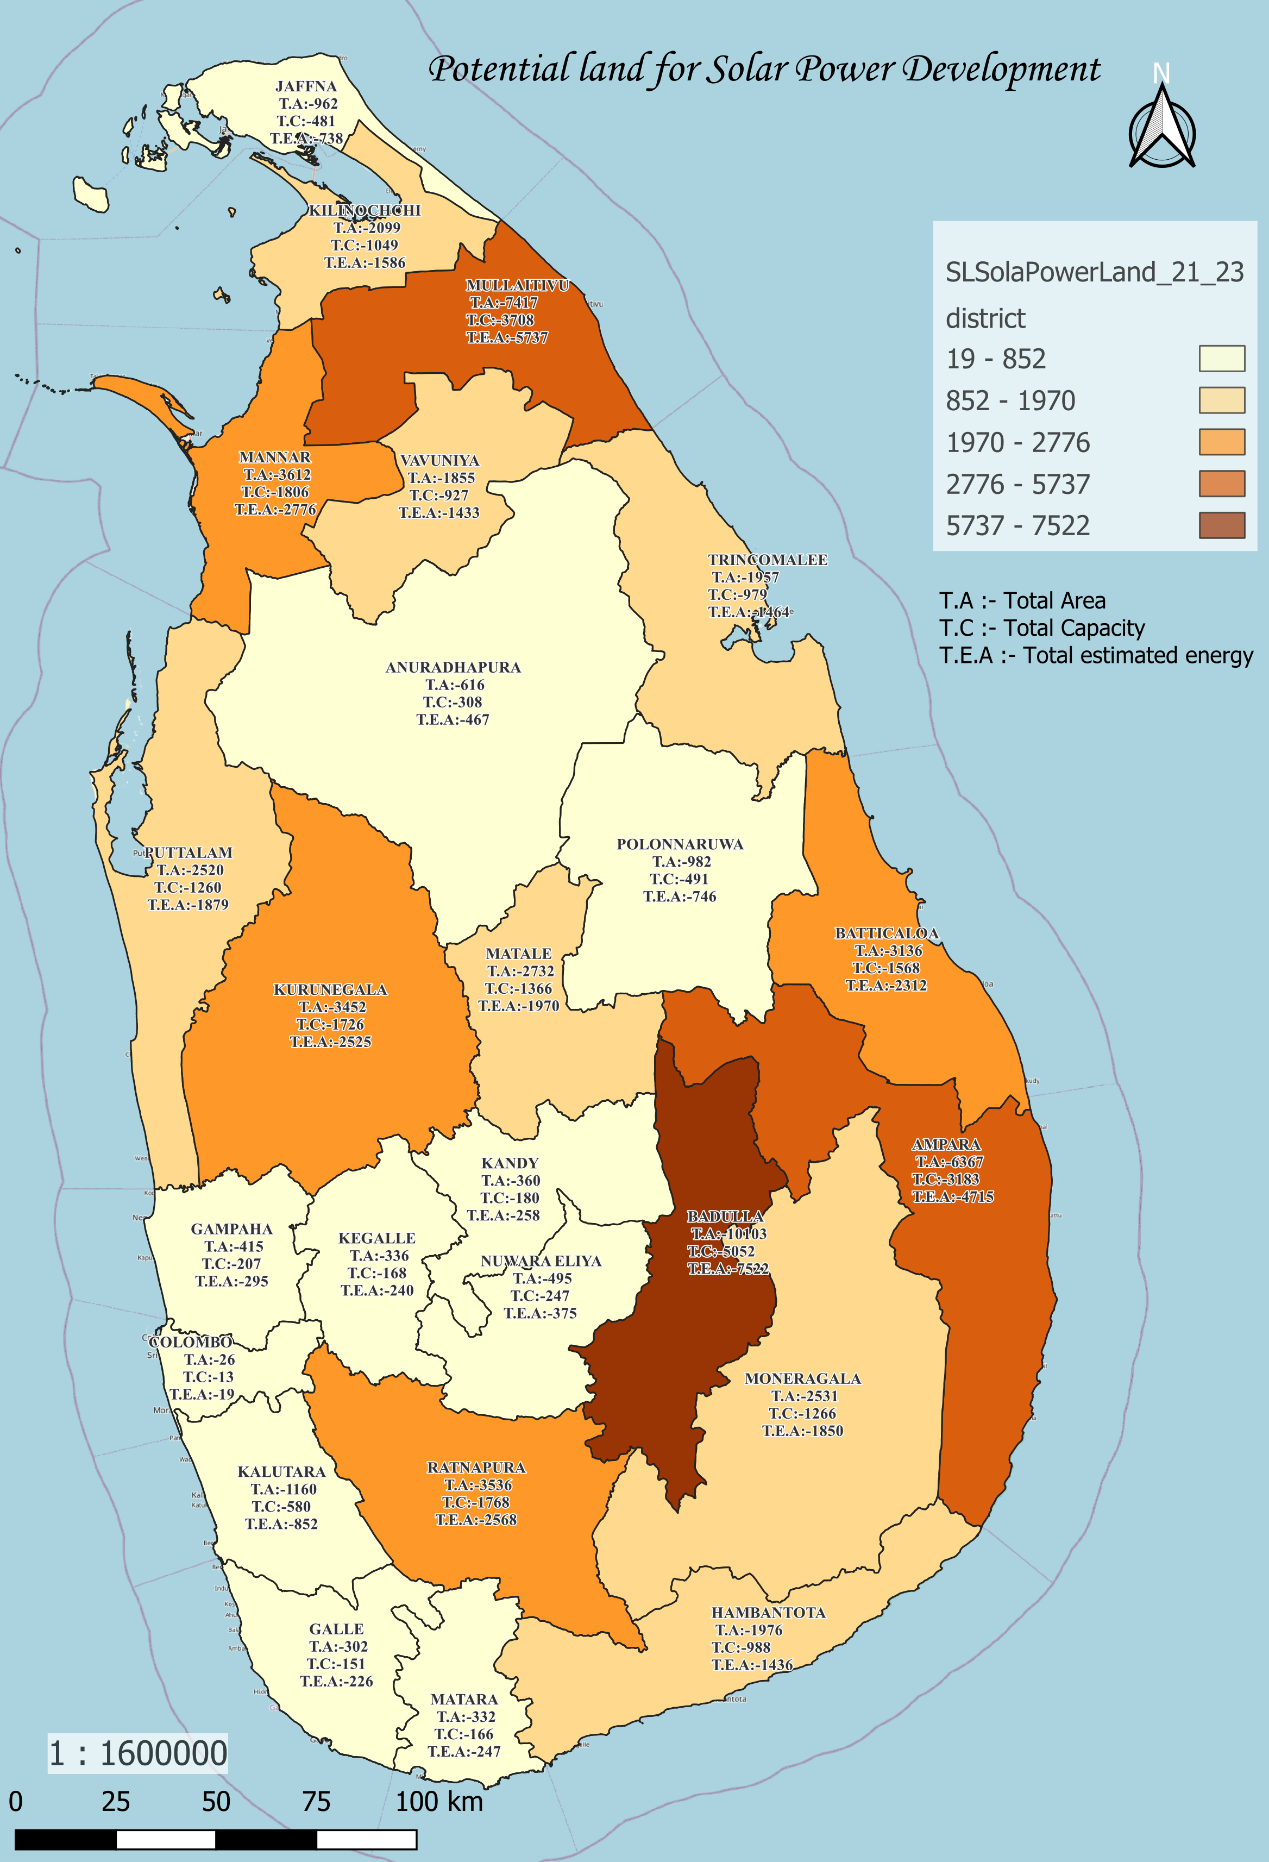 Potential land for Solar Power Development
N
SLSolaPowerLand_21_23
district
19 - 852
852 - 1970
1970 - 2776
2776 - 5737
5737 - 7522
T.A :- Total Area
T.C :- Total Capacity
T.E.A :- Total estimated energy
JAFFNA
T.A:-962
T.C:-481
T.E.A:-738
KILINOCHCHI
T.A:-2099
T.C:-1049
T.E.A:-1586
MULLAITIVU
T.A:-7417
T.C:-3708
T.E.A:-5737
MANNAR
T.A:-3612
T.C:-1806
T.E.A:-2776
VAVUNIYA
T.A:-1855
T.C:-927
T.E.A:-1433
TRINCOMALEE
T.A:-1957
T.C:-979
T.E.A:-1464
ANURADHAPURA
T.A:-616
T.C:-308
T.E.A:-467
PUTTALAM
T.A:-2520
T.C:-1260
T.E.A:-1879
POLONNARUWA
T.A:-982
T.C:-491
T.E.A:-746
BATTICALOA
T.A:-3136
T.C:-1568
T.E.A:-2312
MATALE
T.A:-2732
T.C:-1366
T.E.A:-1970
KURUNEGALA
T.A:-3452
T.C:-1726
T.E.A:-2525
AMPARA
T.A:-6367
T.C:-3183
T.E.A:-4715
KANDY
T.A:-360
T.C:-180
T.E.A:-258
BADULLA
T.A:-10103
T.C:-5052
T.E.A:-7522
GAMPAHA
T.A:-415
T.C:-207
T.E.A:-295
KEGALLE
T.A:-336
T.C:-168
T.E.A:-240
NUWARA ELIYA
T.A:-495
T.C:-247
T.E.A:-375
COLOMBO
T.A:-26
T.C:-13
T.E.A:-19
MONERAGALA
T.A:-2531
T.C:-1266
T.E.A:-1850
KALUTARA
T.A:-1160
T.C:-580
T.E.A:-852
RATNAPURA
T.A:-3536
T.C:-1768
T.E.A:-2568
HAMBANTOTA
T.A:-1976
T.C:-988
T.E.A:-1436
GALLE
T.A:-302
T.C:-151
T.E.A:-226
MATARA
T.A:-332
T.C:-166
T.E.A:-247
1 : 1600000
0 25 50 75 100 km